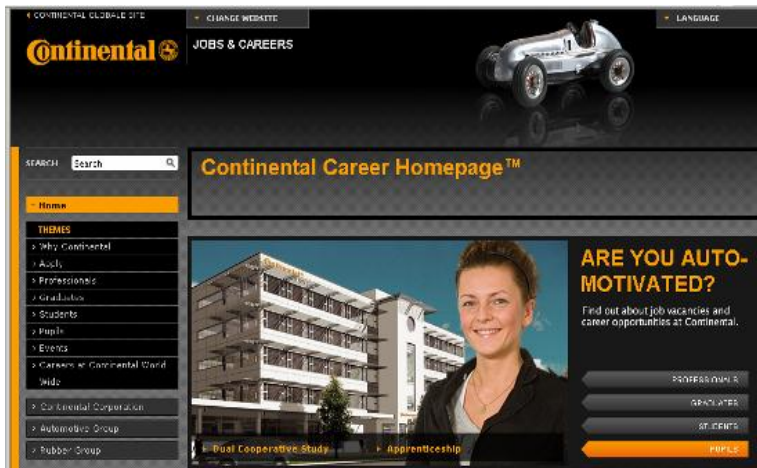 CONTINENTAL GLOBALE SITE
CHANGE WEBSITE
LANGUAGE
Continental
JOBS & CAREERS
1
SEARCH Search
Continental Career Homepage™
Home
THEMES
Why Continental
Apply
Professionals
Graduates
Students
Pupils
Events
Careers at Continental World
Wide
Continental Corporation
Automotive Group
Rubber Group
Continental
Dual Cooperative Study
Apprenticeship
ARE YOU AUTO-
MOTIVATED?
Find out about job vacancies and
career opportunities at Continental.
PROFESSIONALS
GRADUATES
STUDENTS
PUPILS